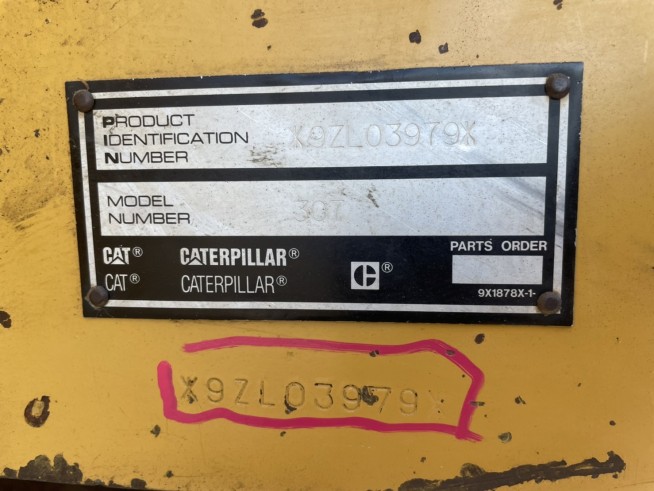 PRODUCT
IDENTIFICATION
NUMBER
X9ZL03979X
MODEL
NUMBER
307
CAT® CATERPILLAR®
CAT® CATERPILLAR®
C®
PARTS ORDER
9X1878X-1-
X9ZL03979X